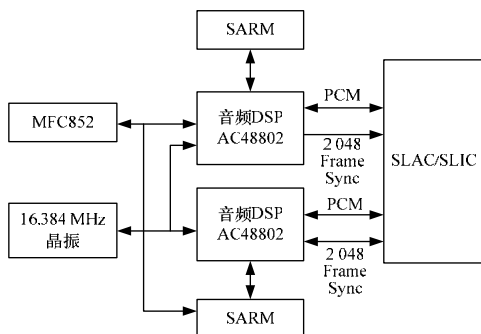 SARM
MFC852
音频DSP
AC48802
PCM
2 048
Frame
Sync
SLAC/SLIC
16.384 MHz
晶振
音频DSP
AC48802
PCM
2 048
Frame
Sync
SARM